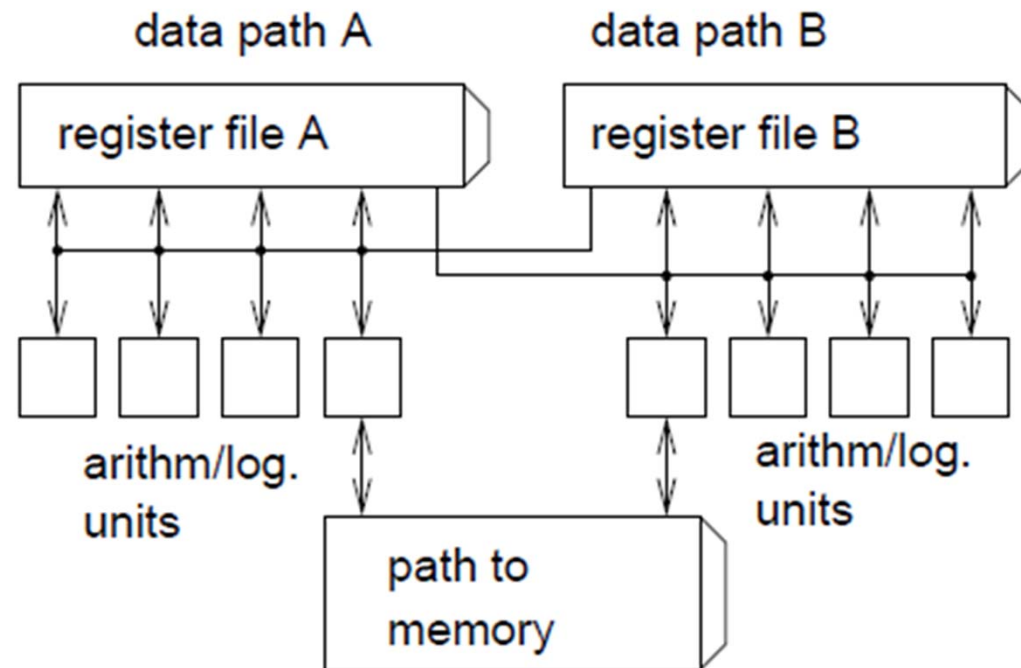 data path A
data path B
register file A
register file B
arithm/log.
units
arithm/log.
units
path to
memory